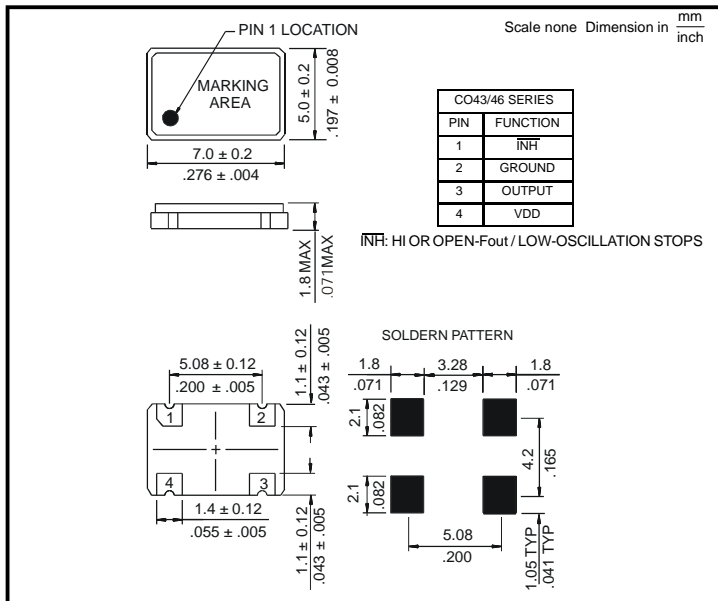 PIN 1 LOCATION
Scale none Dimension in mm
inch
MARKING
AREA
5.0 ± 0.2
.197 ± 0.008
7.0 ± 0.2
.276 ± .004
CO43/46 SERIES
PIN FUNCTION
1 INH
2 GROUND
3 OUTPUT
4 VDD
INH: HI OR OPEN-Fout / LOW-OSCILLATION STOPS
1.8 MAX
.071MAX
5.08 ± 0.12
.200 ± .005
1.1 ± 0.12
.043 ± .005
1 2
4 3
1.4 ± 0.12
.055 ± .005
1.1 ± 0.12
.043 ± .005
SOLDERN PATTERN
1.8 3.28 1.8
.071 .129 .071
2.1
.082
4.2
.165
2.1
.082
5.08
.200
1.05 TYP
.041 TYP